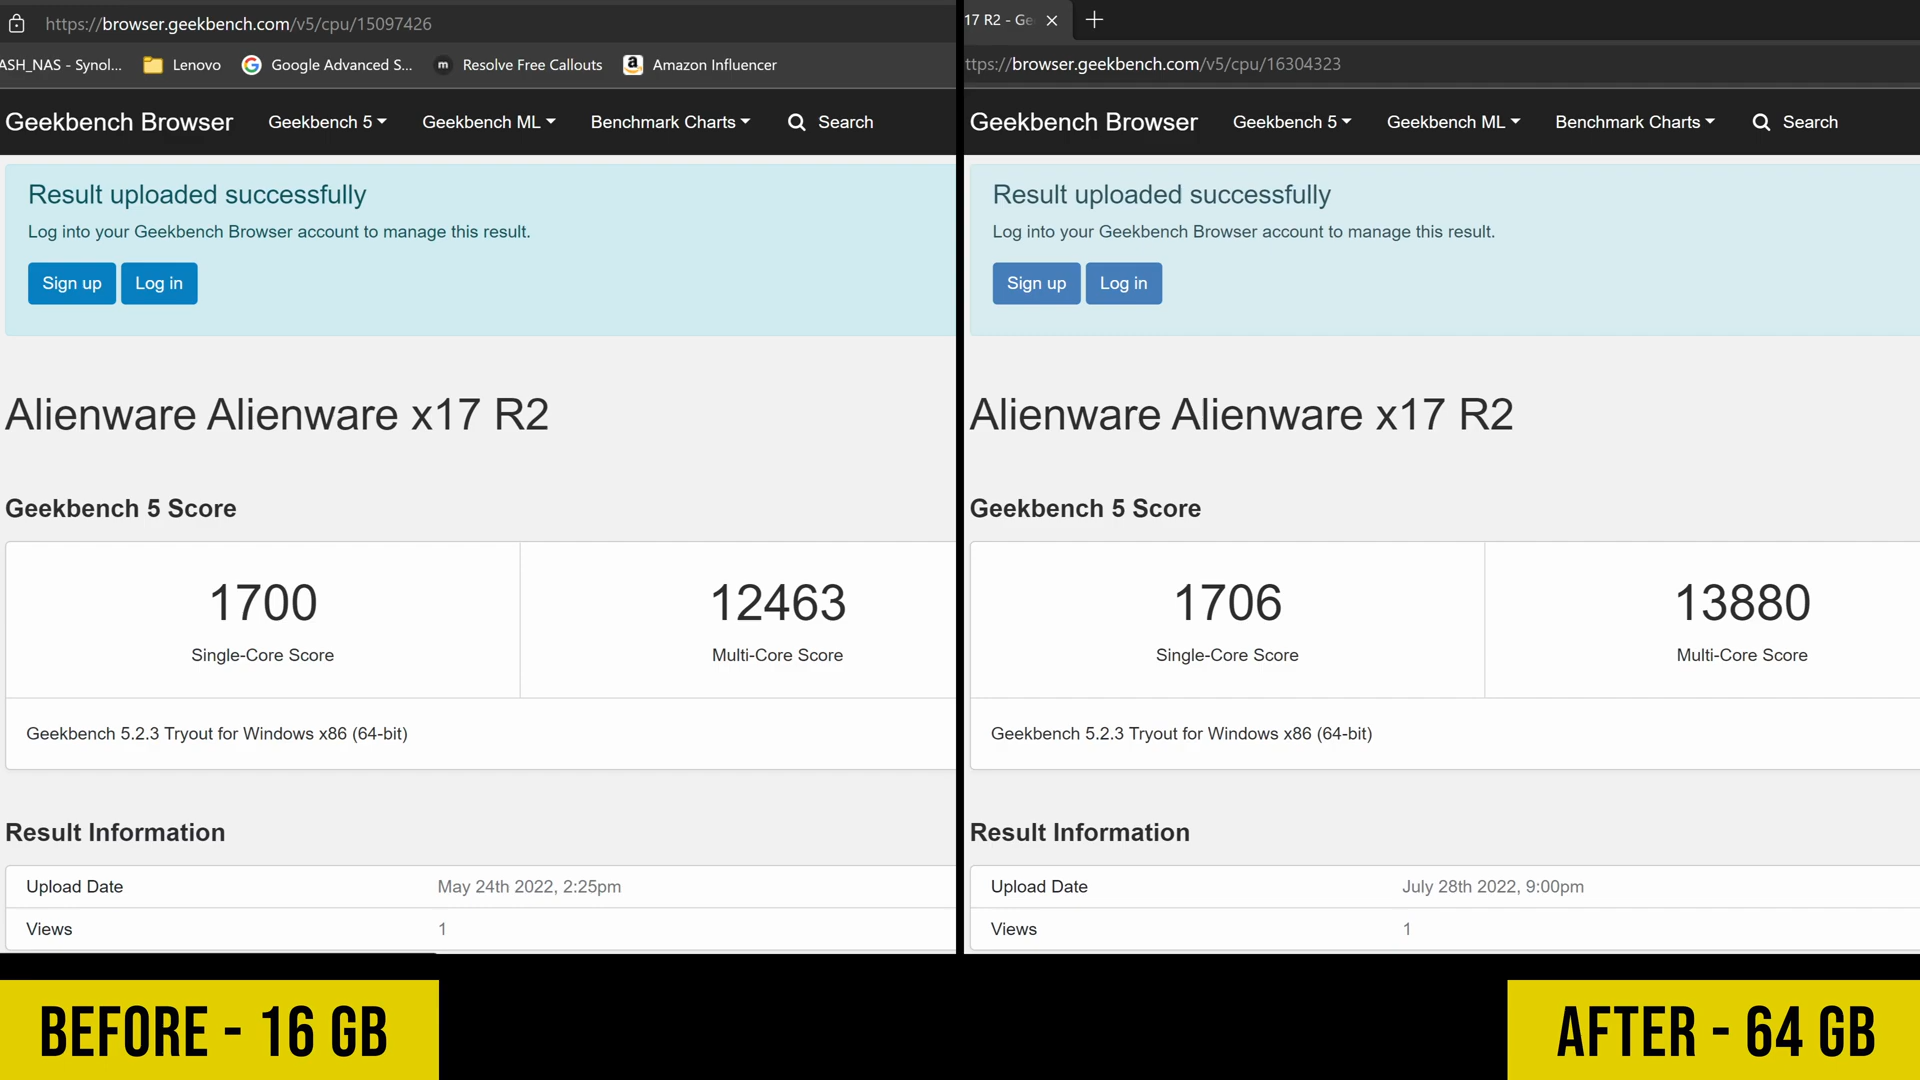 https://browser.geekbench.com/v5/cpu/15097426
ASH_NAS - Synol... Lenovo Google Advanced S... m Resolve Free Callouts a Amazon Influencer
Geekbench Browser Geekbench 5 Geekbench ML Benchmark Charts Search
Result uploaded successfully
Log into your Geekbench Browser account to manage this result.
Sign up Log in
Alienware Alienware x17 R2
Geekbench 5 Score
1700 12463
Single-Core Score Multi-Core Score
Geekbench 5.2.3 Tryout for Windows x86 (64-bit)
Result Information
Upload Date May 24th 2022, 2:25pm
Views 1
BEFORE - 16 GB
17 R2 - Ge
ttps://browser.geekbench.com/v5/cpu/16304323
Geekbench Browser Geekbench 5 Geekbench ML Benchmark Charts Search
Result uploaded successfully
Log into your Geekbench Browser account to manage this result.
Sign up Log in
Alienware Alienware x17 R2
Geekbench 5 Score
1706 13880
Single-Core Score Multi-Core Score
Geekbench 5.2.3 Tryout for Windows x86 (64-bit)
Result Information
Upload Date July 28th 2022, 9:00pm
Views 1
AFTER - 64 GB